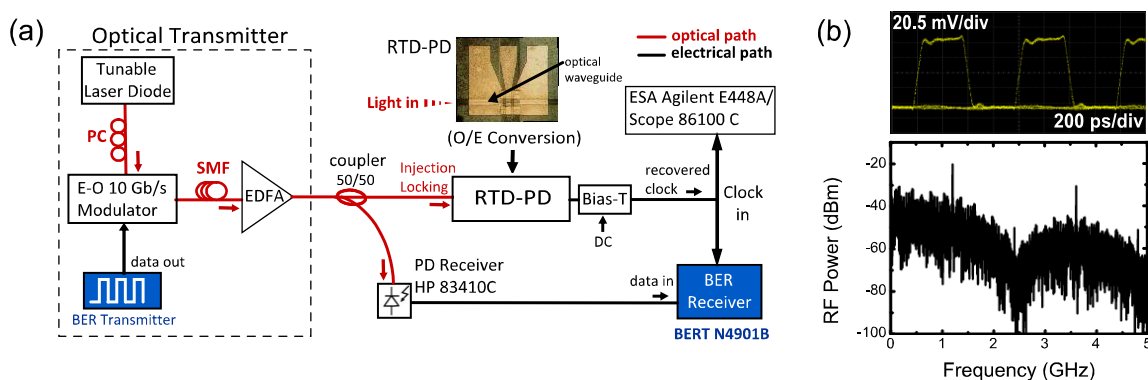 (a)
Optical Transmitter
Tunable
Laser Diode
PC
E-O 10 Gb/s
Modulator
SMF
EDFA
data out
BER Transmitter
coupler
50/50
RTD-PD
optical
waveguide
Light in
(O/E Conversion)
Injection
Locking
RTD-PD
Bias-T
DC
recovered
clock
optical path
electrical path
ESA Agilent E448A/
Scope 86100 C
Clock
in
PD Receiver
HP 83410C
data in
BER
Receiver
BERT N4901B
(b)
20.5 mV/div
200 ps/div
RF Power (dBm)
-20
-40
-60
-80
-100
0
1
2
3
4
5
Frequency (GHz)